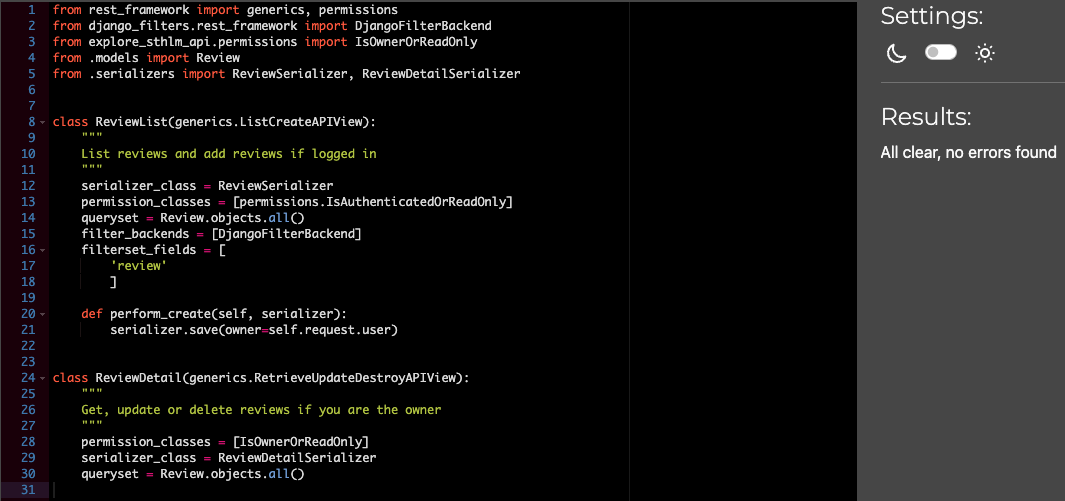 1 from rest_framework import generics, permissions
2 from django_filters.rest_framework import DjangoFilterBackend
3 from explore_sthlm_api.permissions import IsOwnerOrReadOnly
4 from .models import Review
5 from .serializers import ReviewSerializer, ReviewDetailSerializer
6
7
8 class ReviewList(generics.ListCreateAPIView):
9     """
10     List reviews and add reviews if logged in
11     """
12     serializer_class = ReviewSerializer
13     permission_classes = [permissions.IsAuthenticatedOrReadOnly]
14     queryset = Review.objects.all()
15     filter_backends = [DjangoFilterBackend]
16     filterset_fields = [
17         'review'
18         ]
19
20     def perform_create(self, serializer):
21         serializer.save(owner=self.request.user)
22
23
24 class ReviewDetail(generics.RetrieveUpdateDestroyAPIView):
25     """
26     Get, update or delete reviews if you are the owner
27     """
28     permission_classes = [IsOwnerOrReadOnly]
29     serializer_class = ReviewDetailSerializer
30     queryset = Review.objects.all()
31
Settings:
Results:
All clear, no errors found